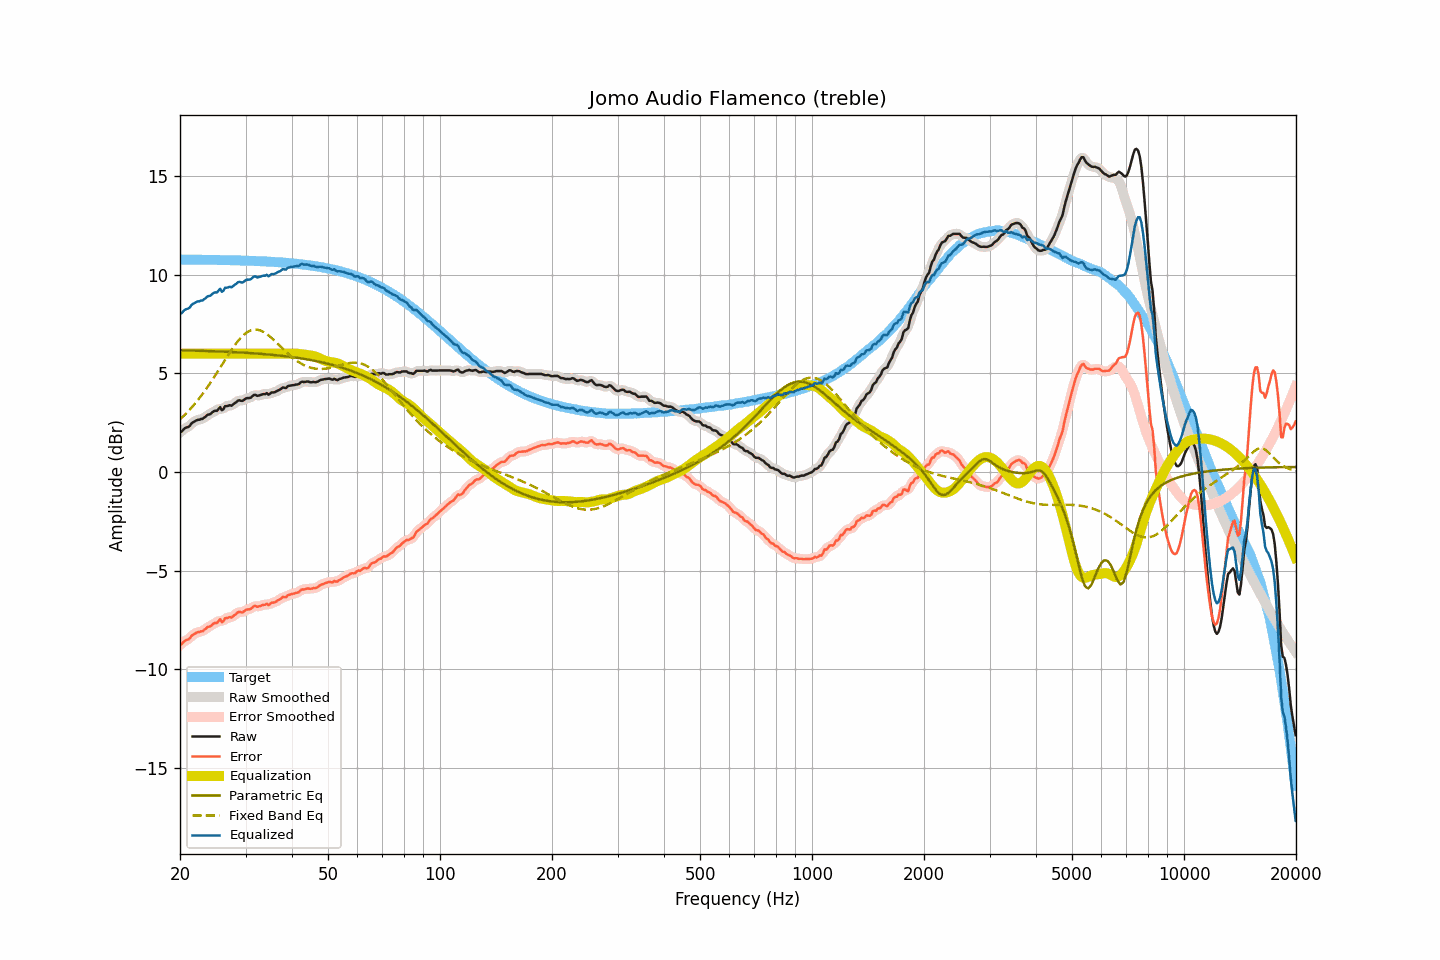 Jomo Audio Flamenco (treble)
Amplitude (dBr)
15
10
5
0
−5
−10
−15
Target
Raw Smoothed
Error Smoothed
Raw
Error
Equalization
Parametric Eq
Fixed Band Eq
Equalized
20 50 100 200 500 1000 2000 5000 10000 20000
Frequency (Hz)